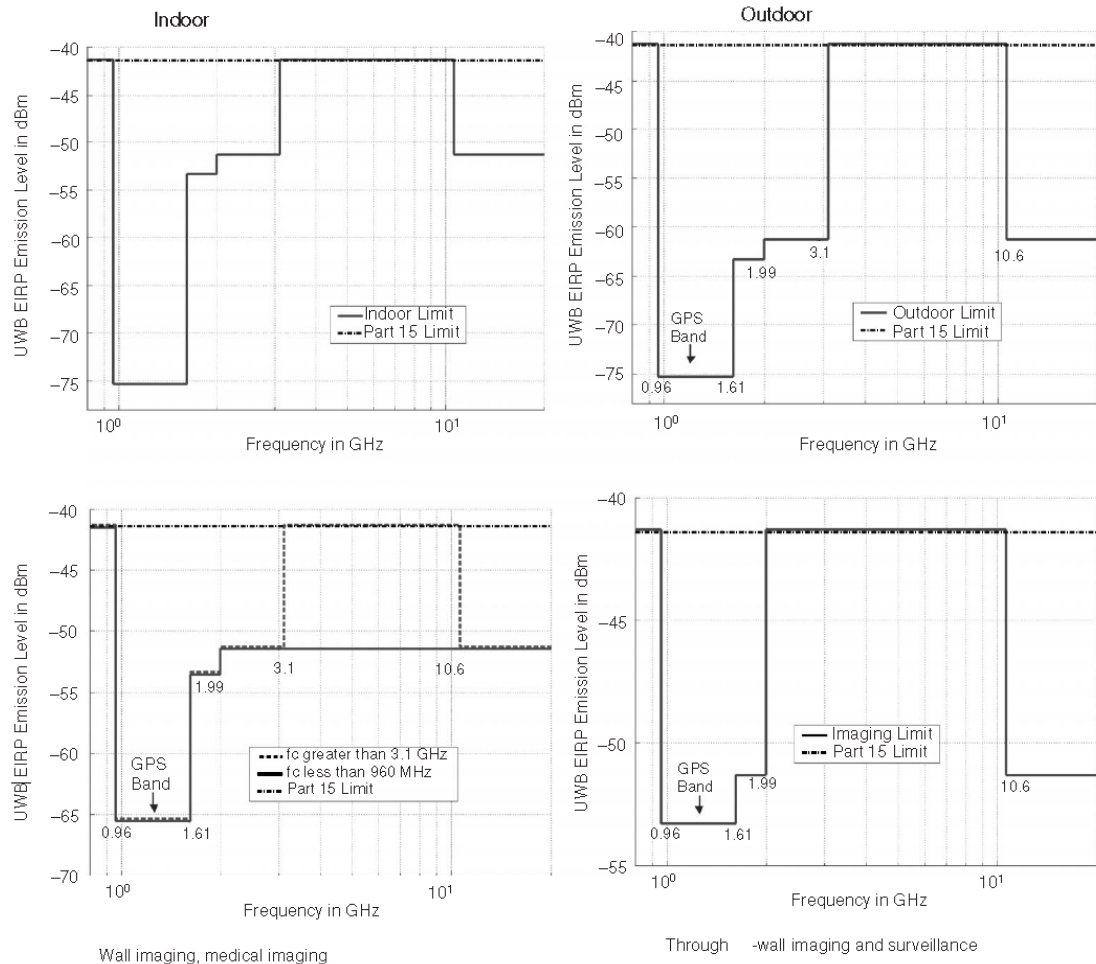 Indoor
UWB EIRP Emission Level in dBm
−40
−45
−50
−55
−60
−65
−70
−75
Indoor Limit
Part 15 Limit
10⁰
10¹
Frequency in GHz
Outdoor
UWB EIRP Emission Level in dBm
−40
−45
−50
−55
−60
−65
−70
−75
3.1
10.6
1.99
GPS
Band
Outdoor Limit
Part 15 Limit
0.96
1.61
10⁰
10¹
Frequency in GHz
UWB EIRP Emission Level in dBm
−40
−45
−50
−55
−60
−65
−70
3.1
10.6
1.99
GPS
Band
fc greater than 3.1 GHz
fc less than 960 MHz
Part 15 Limit
0.96
1.61
10⁰
10¹
Frequency in GHz
Wall imaging, medical imaging
UWB EIRP Emission Level in dBm
−40
−45
−50
−55
Imaging Limit
Part 15 Limit
GPS
Band
1.99
10.6
0.96
1.61
10⁰
10¹
Frequency in GHz
Through -wall imaging and surveillance